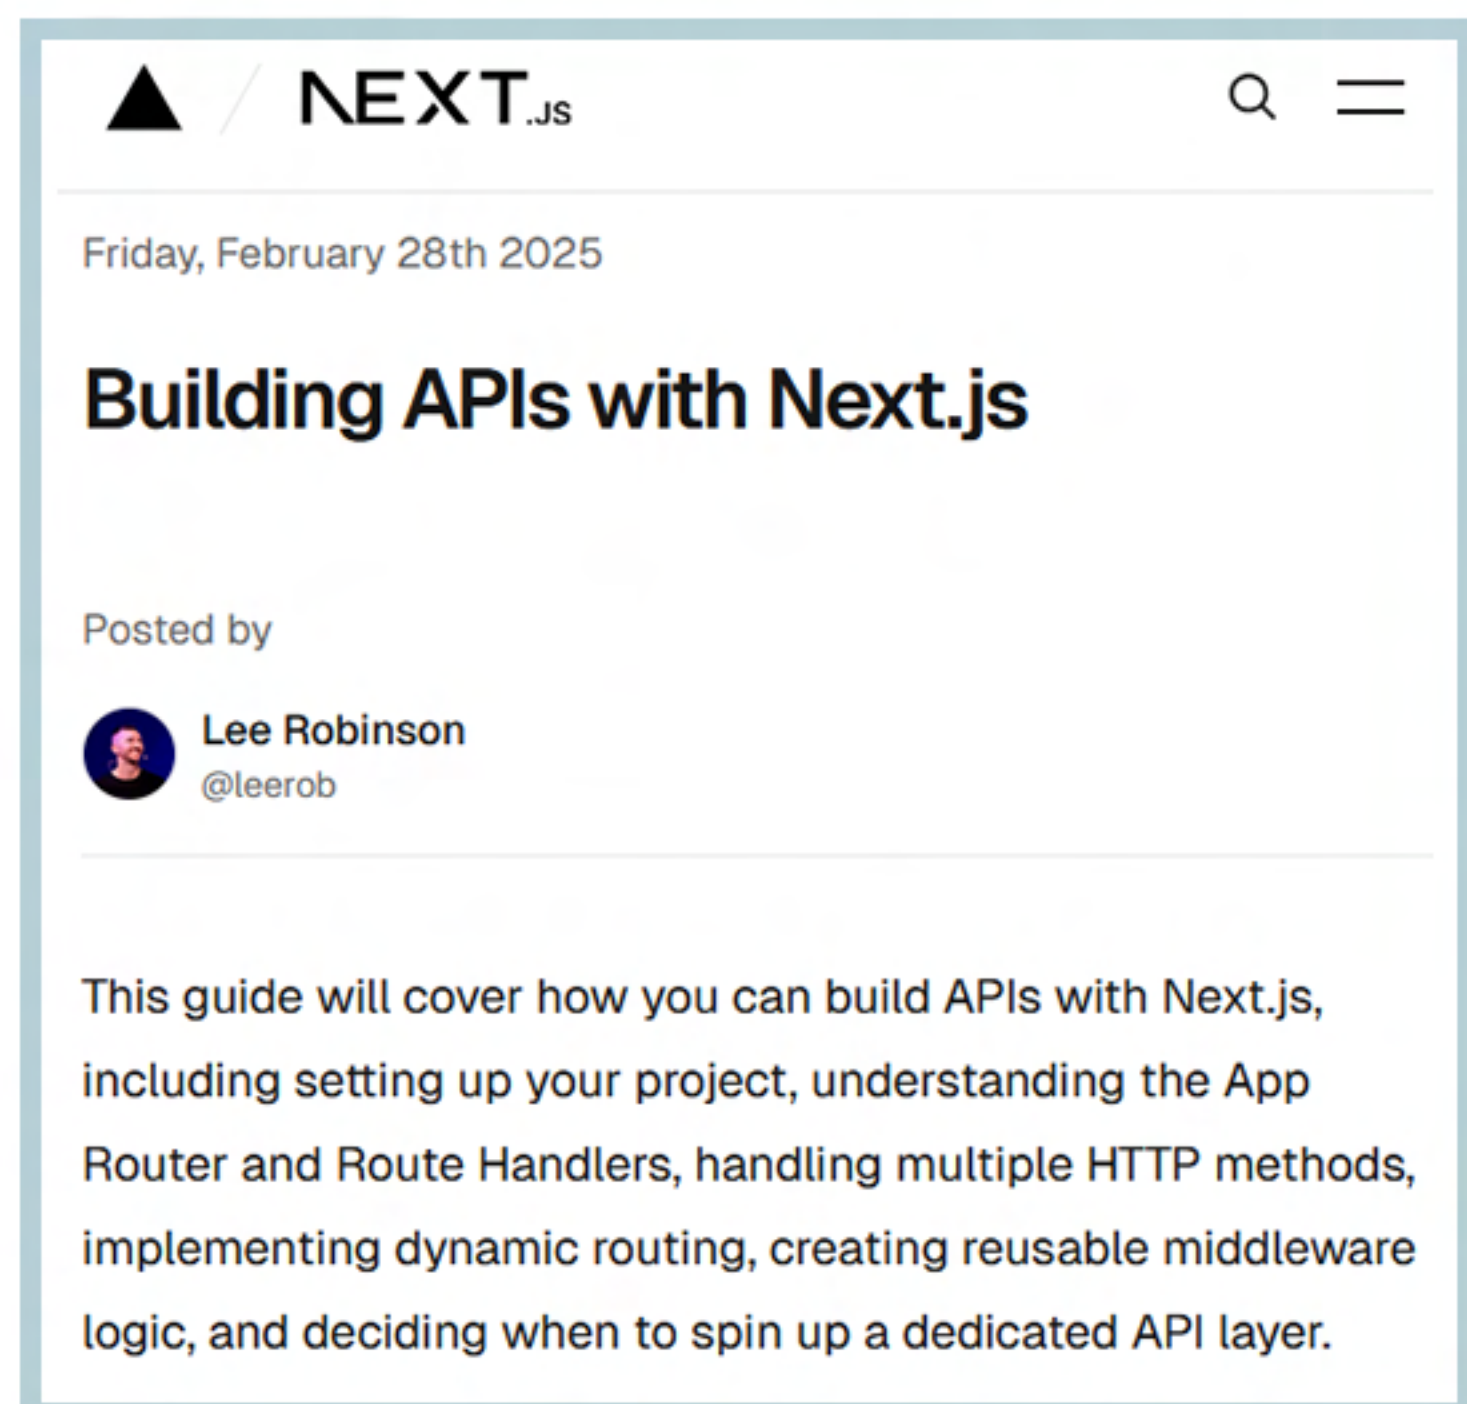 NEXT.JS
Friday, February 28th 2025
Building APIs with Next.js
Posted by
Lee Robinson
@leerob
This guide will cover how you can build APIs with Next.js,
including setting up your project, understanding the App
Router and Route Handlers, handling multiple HTTP methods,
implementing dynamic routing, creating reusable middleware
logic, and deciding when to spin up a dedicated API layer.